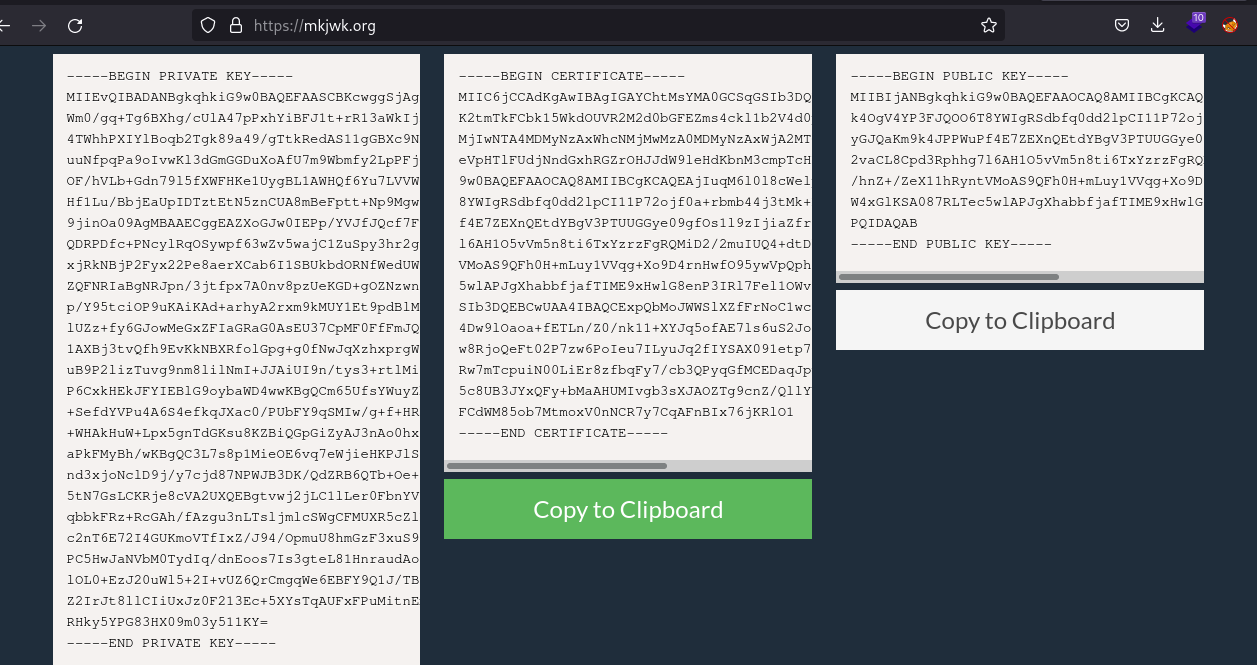 https://mkjwk.org
10
-----BEGIN PRIVATE KEY-----
MIIEvQIBADANBgkqhkiG9w0BAQEFAASCBKcwggSjAg
Wm0/gq+Tg6BXhg/cUlA47pPxhYiBFJ1t+rR13aWkIj
4TWhhPXIYlBoqb2Tgk89a49/gTtkRedAS11gGBXc9N
uuNfpqPa9oIvwKl3dGmGGDuXoAfU7m9Wbmfy2LpPFj
OF/hVLb+Gdn79l5fXWFHKe1UygBL1AWHQf6Yu7LVVW
Hf1Lu/BbjEaUpIDTztEtN5znCUA8mBeFptt+Np9Mgw
9jinOa09AgMBAAECggEAZXoGJw0IEPp/YVJfJQcf7F
QDRPDfc+PNcylRqOSywpf63wZv5wajC1ZuSpy3hr2g
xjRkNBjP2Fyx22Pe8aerXCab6I1SBUkbdORNfWedUW
ZQFNRIaBgNRJpn/3jtfpx7A0nv8pzUeKGD+gOZNzwn
p/Y95tciOP9uKAiKAd+arhyA2rxm9kMUY1Et9pdBlM
lUZz+fy6GJowMeGxZFIaGRaG0AsEU37CpMF0FfFmJQ
1AXBj3tvQfh9EvKkNBXRfolGpg+g0fNwJqXzhxprgW
uB9P2lizTuvg9nm8lilNmI+JJAiUI9n/tys3+rtlMi
P6CxkHEkJFYIEBlG9oybaWD4wwKBgQCm65UfsYWuyZ
+SefdYVPu4A6S4efkqJXac0/PUbFY9qSMIw/g+f+HR
+WHAkHuW+Lpx5gnTdGKsu8KZBiQGpGiZyAJ3nAo0hx
aPkFMyBh/wKBgQC3L7s8p1MieOE6vq7eWjieHKPJlS
nd3xjoNclD9j/y7cjd87NPWJB3DK/QdZRB6QTb+Oe+
5tN7GsLCKRje8cVA2UXQEBgtvwj2jLC1lLer0FbnYV
qbbkFRz+RcGAh/fAzgu3nLTsljmlcSWgCFMUXR5cZl
c2nT6E72I4GUKmoVTfIxZ/J94/OpmuU8hmGzF3xuS9
PC5HwJaNVbM0TydIq/dnEoos7Is3gteL81HnraudAo
lOL0+EzJ20uWl5+2I+vUZ6QrCmgqWe6EBFY9Q1J/TB
Z2IrJt8llCIiUxJz0F213Ec+5XYsTqAUFxFPuMitnE
RHky5YPG83HX09m03y511KY=
-----END PRIVATE KEY-----
-----BEGIN CERTIFICATE-----
MIIC6jCCAdKgAwIBAgIGAYChtMsYMA0GCSqGSIb3DQ
K2tmTkFCbk15WkdOUVR2M2d0bGFEZms4ckl1b2V4d0
MjIwNTA4MDMyNzAxWhcNMjMwMzA0MDMyNzAxWjA2MT
eVpHTlFUdjNndGxhRGZrOHJJdW9leHdKbnM3cmpTcH
9w0BAQEFAAOCAQ8AMIIBCgKCAQEAjIuqM6l0l8cWel
8YWIgRSdbfq0dd2lpCI11P72ojf0a+rbmb44j3tMk+
f4E7ZEXnQEtdYBgV3PTUUGGye09gfOs1l9zIjiaZfr
l6AH1O5vVm5n8ti6TxYzrzFgRQMiD2/2muIUQ4+dtD
VMoAS9QFh0H+mLuy1VVqg+Xo9D4rnHwfO95ywVpQph
5wlAPJgXhabbfjafTIME9xHwlG8enP3IRl7Fel1OWv
SIb3DQEBCwUAA4IBAQCExpQbMoJWWSlXZfFrNoC1wc
4Dw9lOaoa+fETLn/Z0/nk11+XYJq5ofAE7ls6uS2Jo
w8RjoQeFt02P7zw6PoIeu7ILyuJq2fIYSAX091etp7
Rw7mTcpuiN00LiEr8zfbqFy7/cb3QPyqGfMCEDaqJp
5c8UB3JYxQFy+bMaAHUMIvgb3sXJAOZTg9cnZ/QllY
FCdWM85ob7MtmoxV0nNCR7y7CqAFnBIx76jKRlO1
-----END CERTIFICATE-----
Copy to Clipboard
-----BEGIN PUBLIC KEY-----
MIIBIjANBgkqhkiG9w0BAQEFAAOCAQ8AMIIBCgKCAQ
k4OgV4YP3FJQOO6T8YWIgRSdbfq0dd2lpCI11P72oj
yGJQaKm9k4JPPWuPf4E7ZEXnQEtdYBgV3PTUUGGye0
2vaCL8Cpd3Rphhg7l6AH1O5vVm5n8ti6TxYzrzFgRQ
/hnZ+/ZeX11hRyntVMoAS9QFh0H+mLuy1VVqg+Xo9D
W4xGlKSA087RLTec5wlAPJgXhabbfjafTIME9xHwlG
PQIDAQAB
-----END PUBLIC KEY-----
Copy to Clipboard